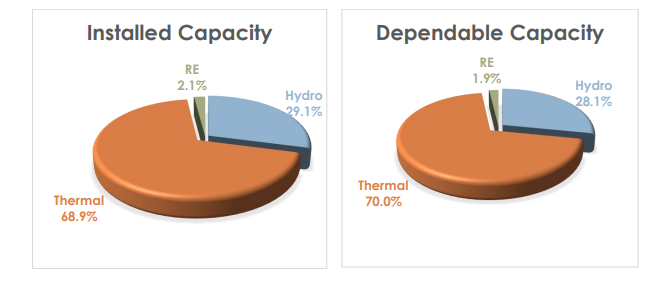 Installed Capacity
RE
2.1%
Hydro
29.1%
Thermal
68.9%
Dependable Capacity
RE
1.9%
Hydro
28.1%
Thermal
70.0%